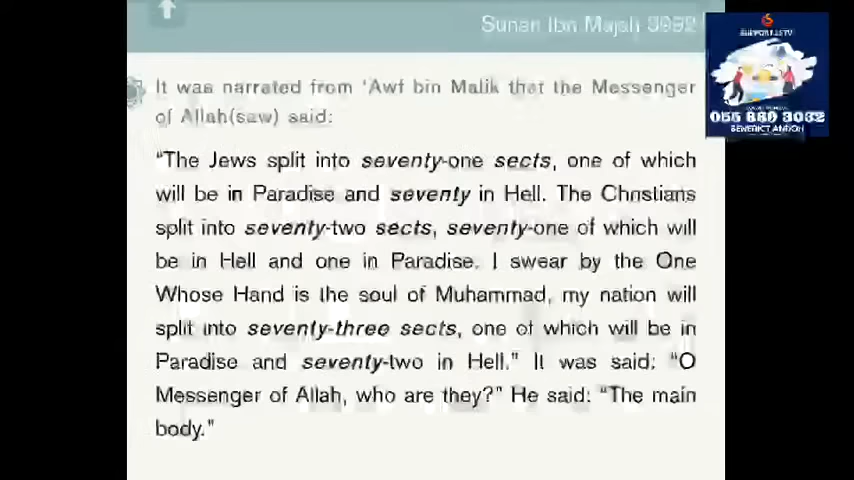 Sunan Ibn Majah 3992
It was narrated from 'Awf bin Malik that the Messenger
of Allah(saw) said:
"The Jews split into seventy-one sects, one of which
will be in Paradise and seventy in Hell. The Christians
split into seventy-two sects, seventy-one of which will
be in Hell and one in Paradise. I swear by the One
Whose Hand is the soul of Muhammad, my nation will
split into seventy-three sects, one of which will be in
Paradise and seventy-two in Hell." It was said: "O
Messenger of Allah, who are they?" He said: "The main
body."
055 880 3032
BENEDICT